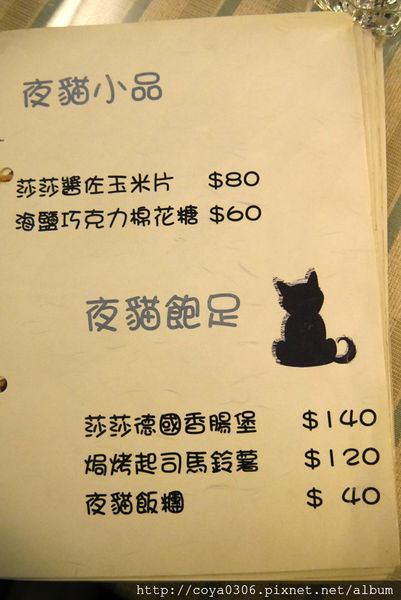 夜貓小品
莎莎醬佐玉米片 $80
海鹽巧克力棉花糖 $60
夜貓飽足
莎莎德國香腸堡 $140
焗烤起司馬鈴薯 $120
夜貓飯糰 $ 40
http://coya0306.pixnet.net/album